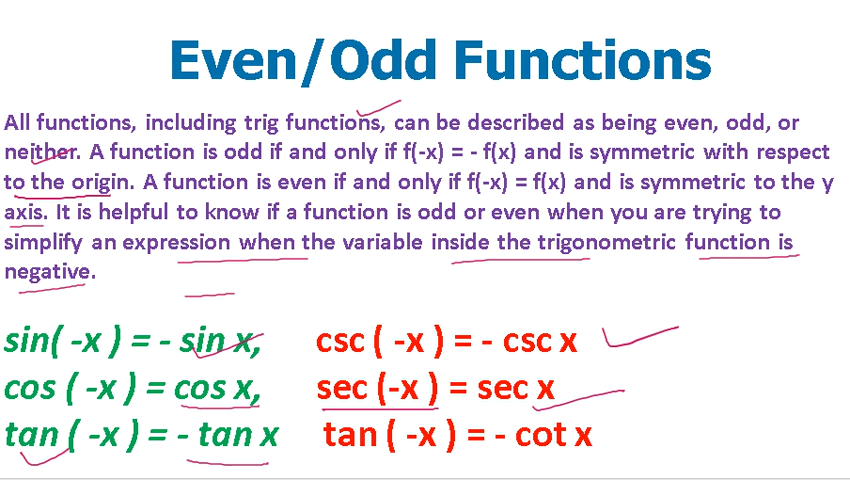 Even/Odd Functions
All functions, including trig functions, can be described as being even, odd, or
neither. A function is odd if and only if f(-x) = - f(x) and is symmetric with respect
to the origin. A function is even if and only if f(-x) = f(x) and is symmetric to the y
axis. It is helpful to know if a function is odd or even when you are trying to
simplify an expression when the variable inside the trigonometric function is
negative.
sin( -x ) = - sin x, csc ( -x ) = - csc x
cos ( -x ) = cos x, sec (-x ) = sec x
tan ( -x ) = - tan x tan ( -x ) = - cot x